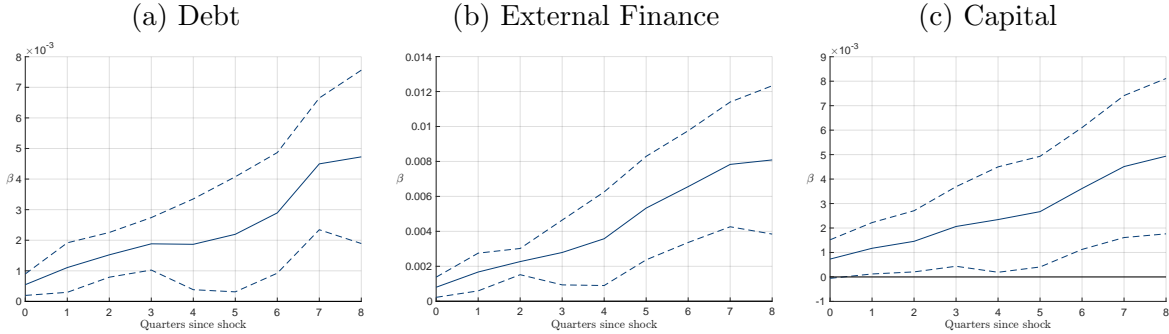 (a) Debt
×10⁻³
8
7
6
5
4
3
2
1
0
β
0 1 2 3 4 5 6 7 8
Quarters since shock
(b) External Finance
0.014
0.012
0.01
0.008
0.006
0.004
0.002
0
β
0 1 2 3 4 5 6 7 8
Quarters since shock
(c) Capital
×10⁻³
9
8
7
6
5
4
3
2
1
0
-1
β
0 1 2 3 4 5 6 7 8
Quarters since shock